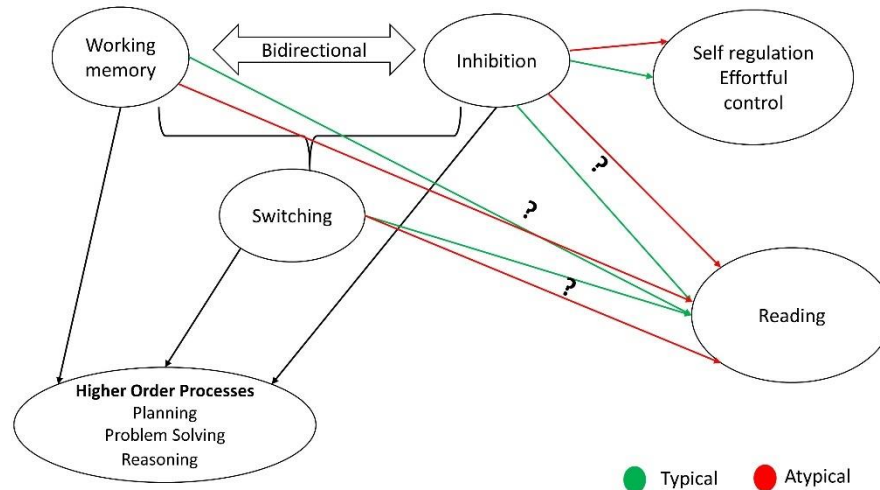 Working
memory
Bidirectional
Inhibition
Self regulation
Effortful
control
?
?
Switching
?
Reading
Higher Order Processes
Planning
Problem Solving
Reasoning
Typical
Atypical